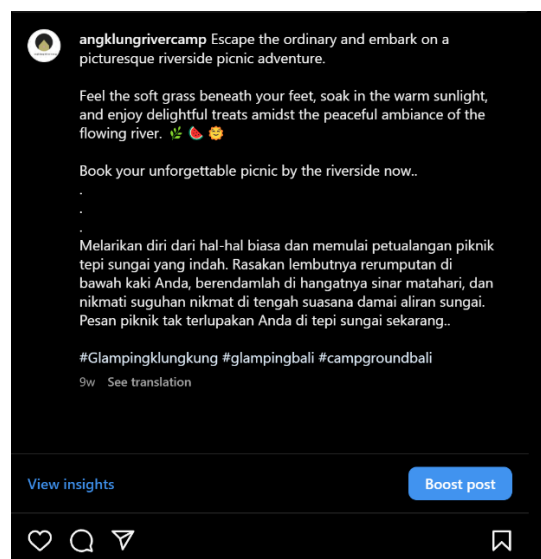 angklungrivercamp Escape the ordinary and embark on a
picturesque riverside picnic adventure.
Feel the soft grass beneath your feet, soak in the warm sunlight,
and enjoy delightful treats amidst the peaceful ambiance of the
flowing river. 🌿 🍉 🌞
Book your unforgettable picnic by the riverside now..
.
.
.
Melarikan diri dari hal-hal biasa dan memulai petualangan piknik
tepi sungai yang indah. Rasakan lembutnya rerumputan di
bawah kaki Anda, berendamlah di hangatnya sinar matahari, dan
nikmati suguhan nikmat di tengah suasana damai aliran sungai.
Pesan piknik tak terlupakan Anda di tepi sungai sekarang..
#Glampingklungkung #glampingbali #campgroundbali
9w See translation
View insights
Boost post